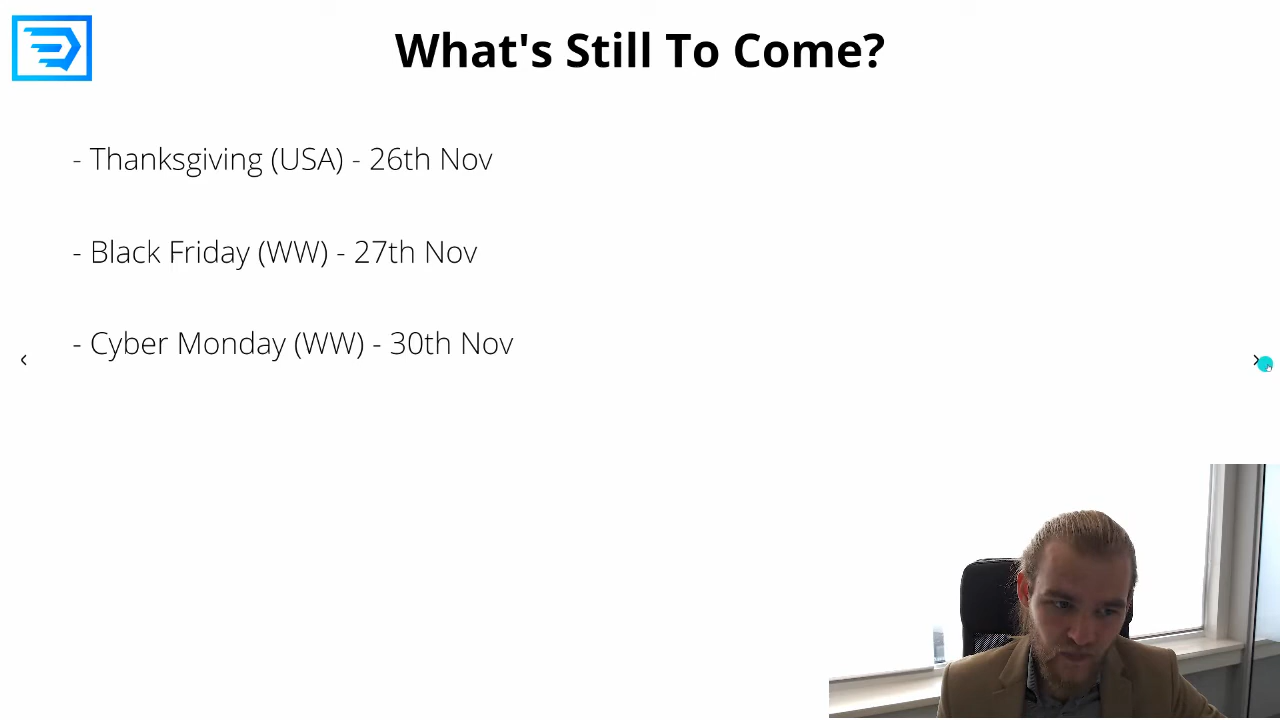 What's Still To Come?
- Thanksgiving (USA) - 26th Nov
- Black Friday (WW) - 27th Nov
- Cyber Monday (WW) - 30th Nov